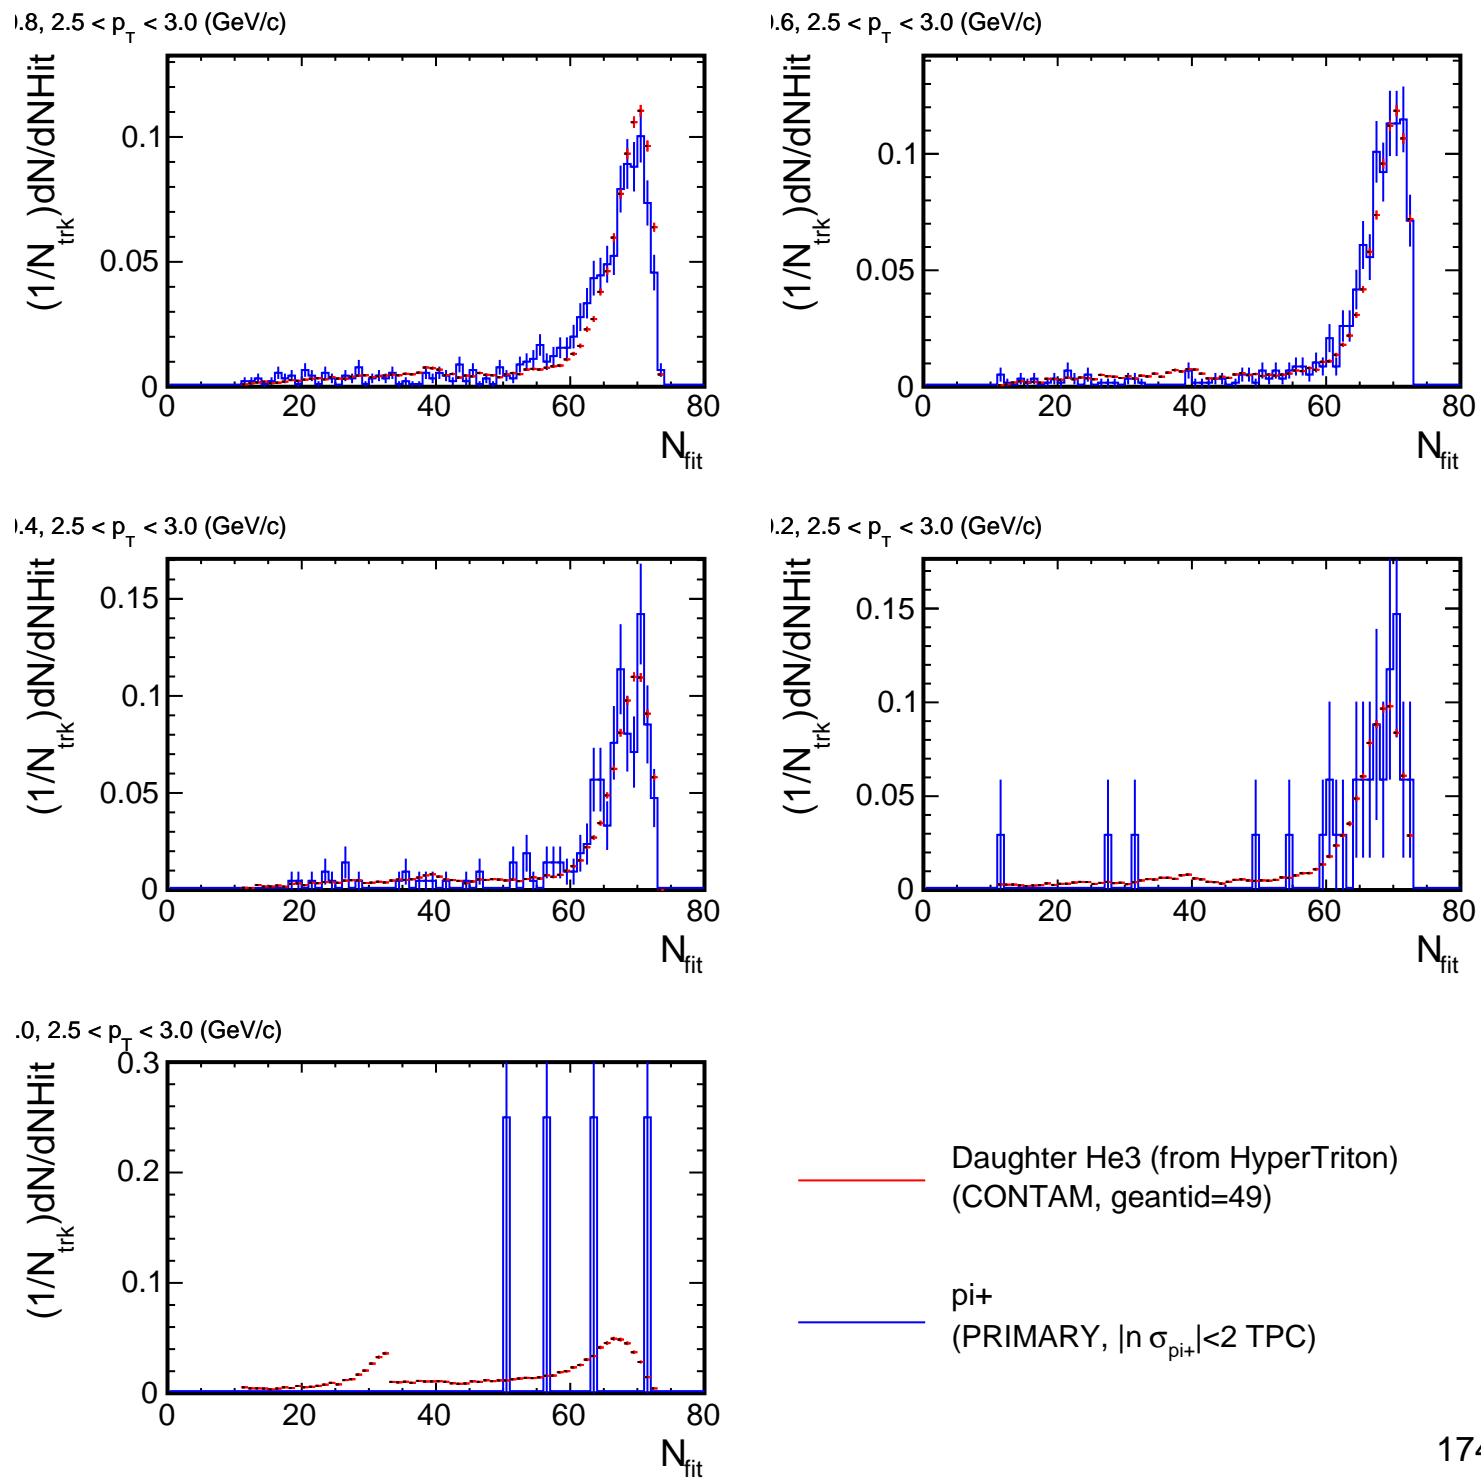 ).8, 2.5 < pT < 3.0 (GeV/c)
(1/Ntrk)dN/dNHit
0.1
0.05
0
0 20 40 60 80
Nfit
).6, 2.5 < pT < 3.0 (GeV/c)
(1/Ntrk)dN/dNHit
0.1
0.05
0
0 20 40 60 80
Nfit
).4, 2.5 < pT < 3.0 (GeV/c)
(1/Ntrk)dN/dNHit
0.15
0.1
0.05
0
0 20 40 60 80
Nfit
).2, 2.5 < pT < 3.0 (GeV/c)
(1/Ntrk)dN/dNHit
0.15
0.1
0.05
0
0 20 40 60 80
Nfit
.0, 2.5 < pT < 3.0 (GeV/c)
(1/Ntrk)dN/dNHit
0.3
0.2
0.1
0
0 20 40 60 80
Nfit
Daughter He3 (from HyperTriton)
(CONTAM, geantid=49)
pi+
(PRIMARY, |n σpi+|<2 TPC)
174